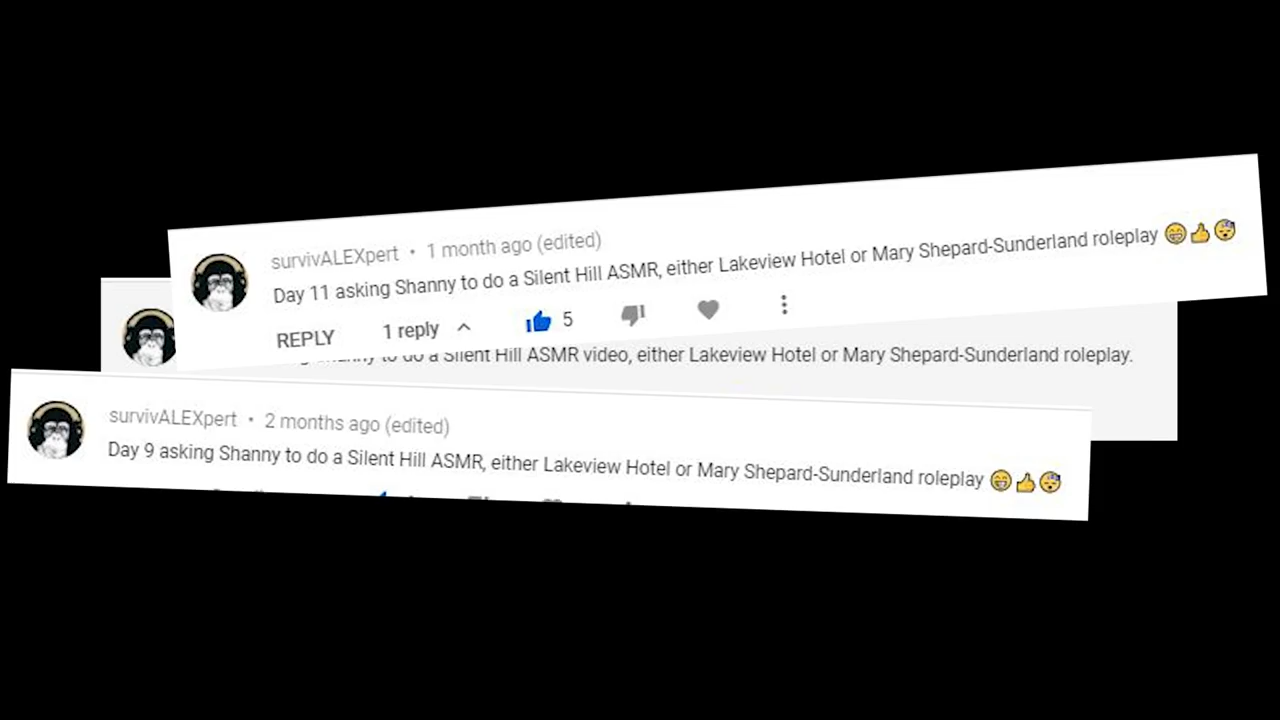 survivALEXpert • 1 month ago (edited)
Day 11 asking Shanny to do a Silent Hill ASMR, either Lakeview Hotel or Mary Shepard-Sunderland roleplay 😁👍😴
REPLY 1 reply 5
to do a Silent Hill ASMR video, either Lakeview Hotel or Mary Shepard-Sunderland roleplay.
survivALEXpert • 2 months ago (edited)
Day 9 asking Shanny to do a Silent Hill ASMR, either Lakeview Hotel or Mary Shepard-Sunderland roleplay 😁👍😴